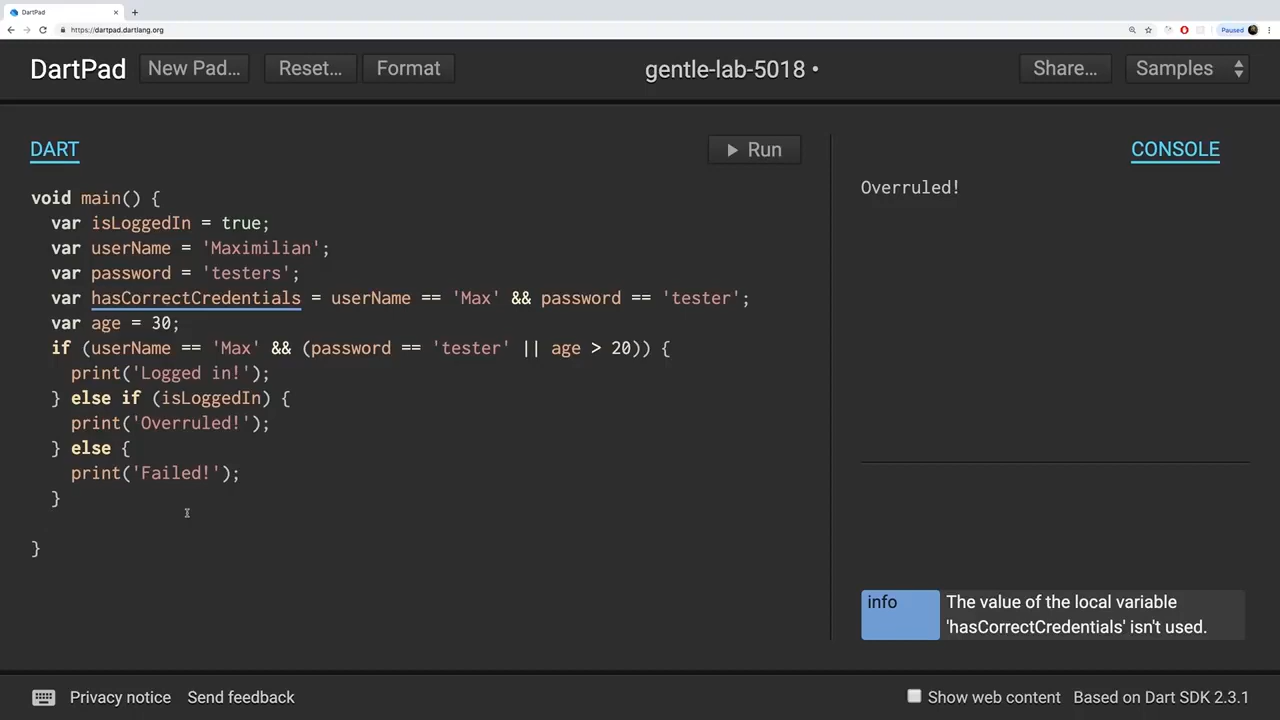 DartPad
https://dartpad.dartlang.org
Paused
DartPad
New Pad...
Reset...
Format
gentle-lab-5018 •
Share...
Samples
DART
Run
CONSOLE
void main() {
  var isLoggedIn = true;
  var userName = 'Maximilian';
  var password = 'testers';
  var hasCorrectCredentials = userName == 'Max' && password == 'tester';
  var age = 30;
  if (userName == 'Max' && (password == 'tester' || age > 20)) {
    print('Logged in!');
  } else if (isLoggedIn) {
    print('Overruled!');
  } else {
    print('Failed!');
  }
}
Overruled!
info
The value of the local variable
'hasCorrectCredentials' isn't used.
Privacy notice
Send feedback
Show web content
Based on Dart SDK 2.3.1